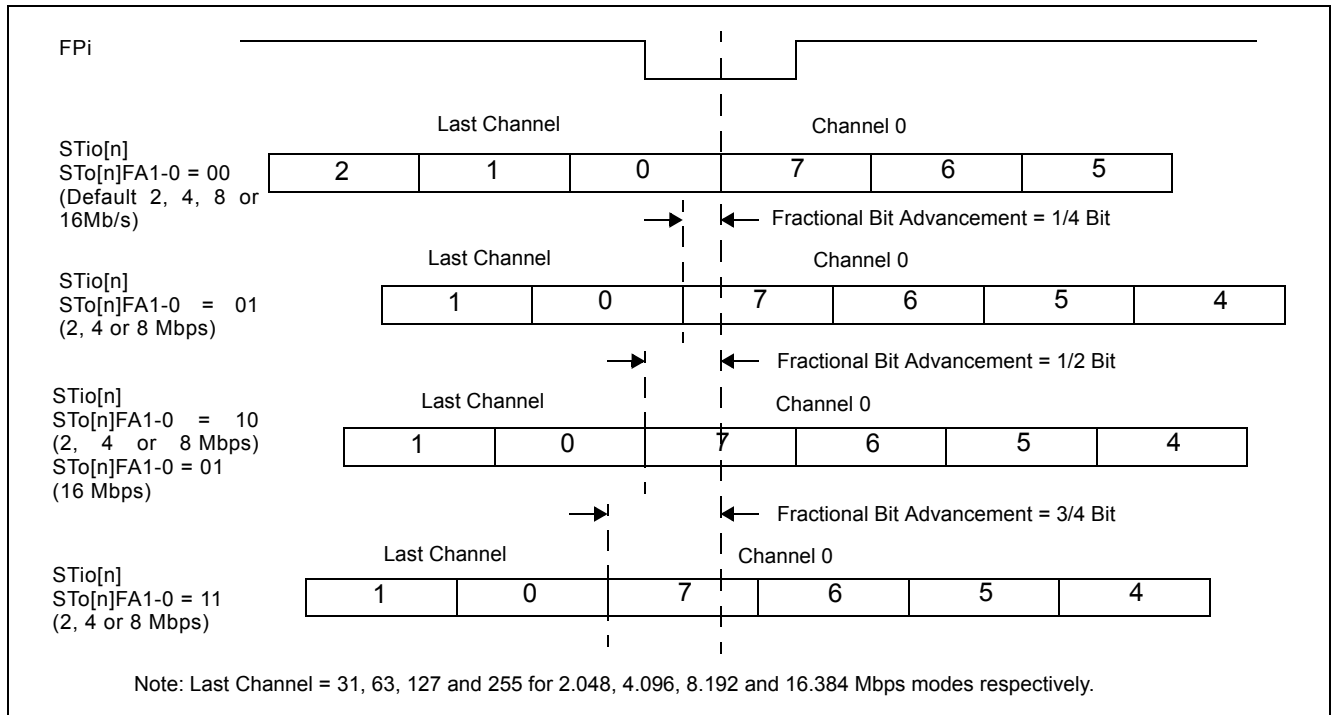 FPi
Last Channel
Channel 0
STio[n]
STo[n]FA1-0 = 00
(Default 2, 4, 8 or
16Mb/s)
2 1 0 7 6 5
Fractional Bit Advancement = 1/4 Bit
Last Channel
Channel 0
STio[n]
STo[n]FA1-0 = 01
(2, 4 or 8 Mbps)
1 0 7 6 5 4
Fractional Bit Advancement = 1/2 Bit
Last Channel
Channel 0
STio[n]
STo[n]FA1-0 = 10
(2, 4 or 8 Mbps)
STo[n]FA1-0 = 01
(16 Mbps)
1 0 7 6 5 4
Fractional Bit Advancement = 3/4 Bit
Last Channel
Channel 0
STio[n]
STo[n]FA1-0 = 11
(2, 4 or 8 Mbps)
1 0 7 6 5 4
Note: Last Channel = 31, 63, 127 and 255 for 2.048, 4.096, 8.192 and 16.384 Mbps modes respectively.